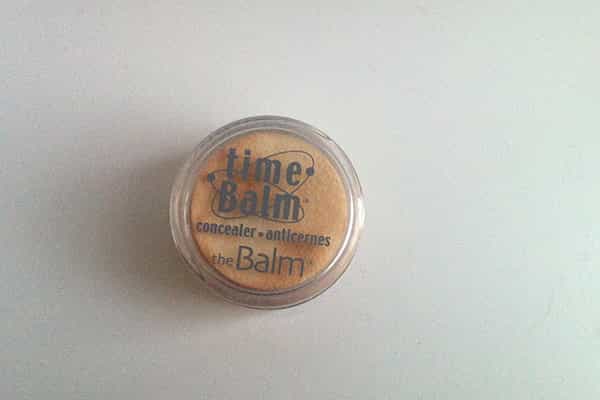 time
Balm
concealer • anticernes
the Balm